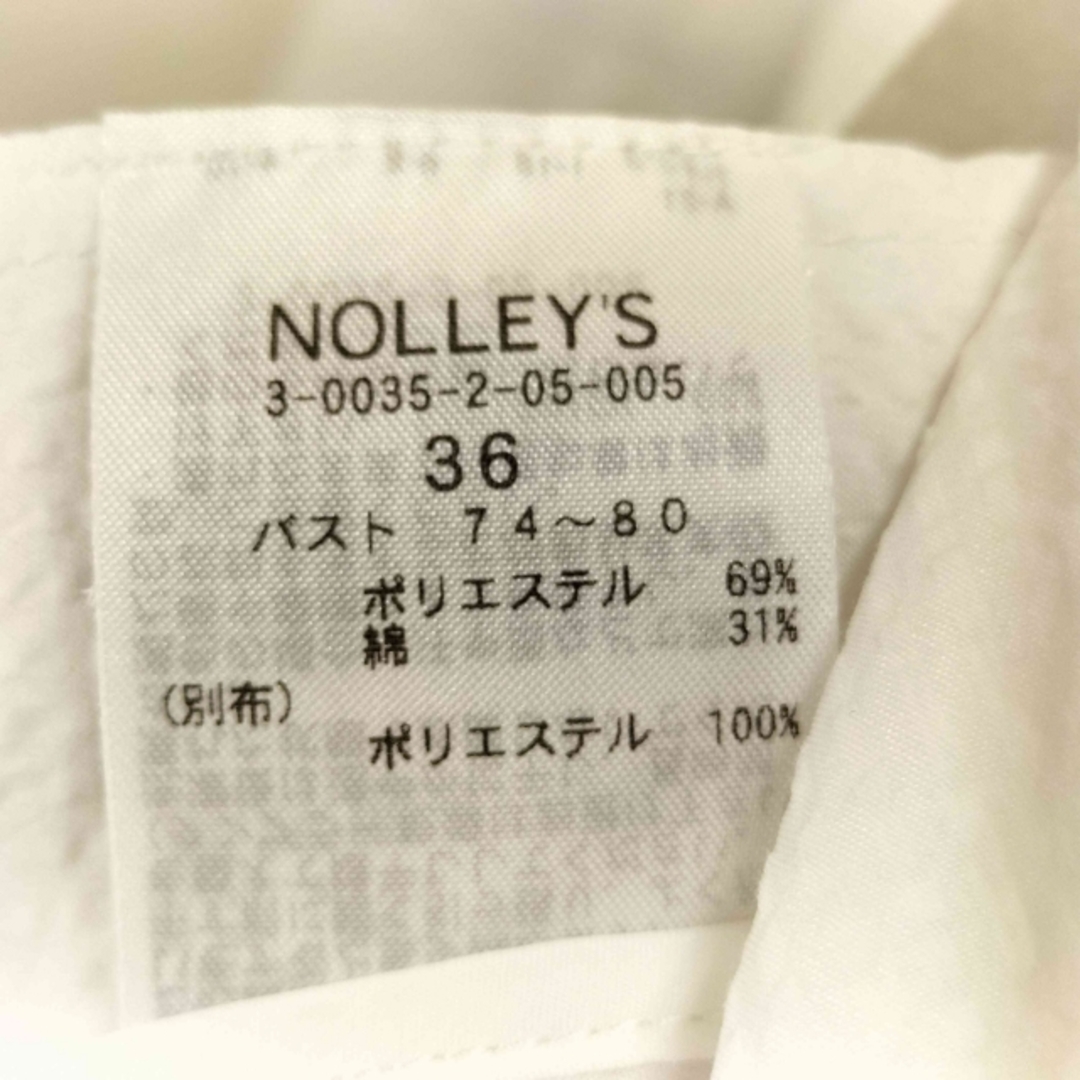 NOLLEY'S
3-0035-2-05-005
36
バスト 74～80
ポリエステル 69%
綿 31%
(別布)
ポリエステル 100%